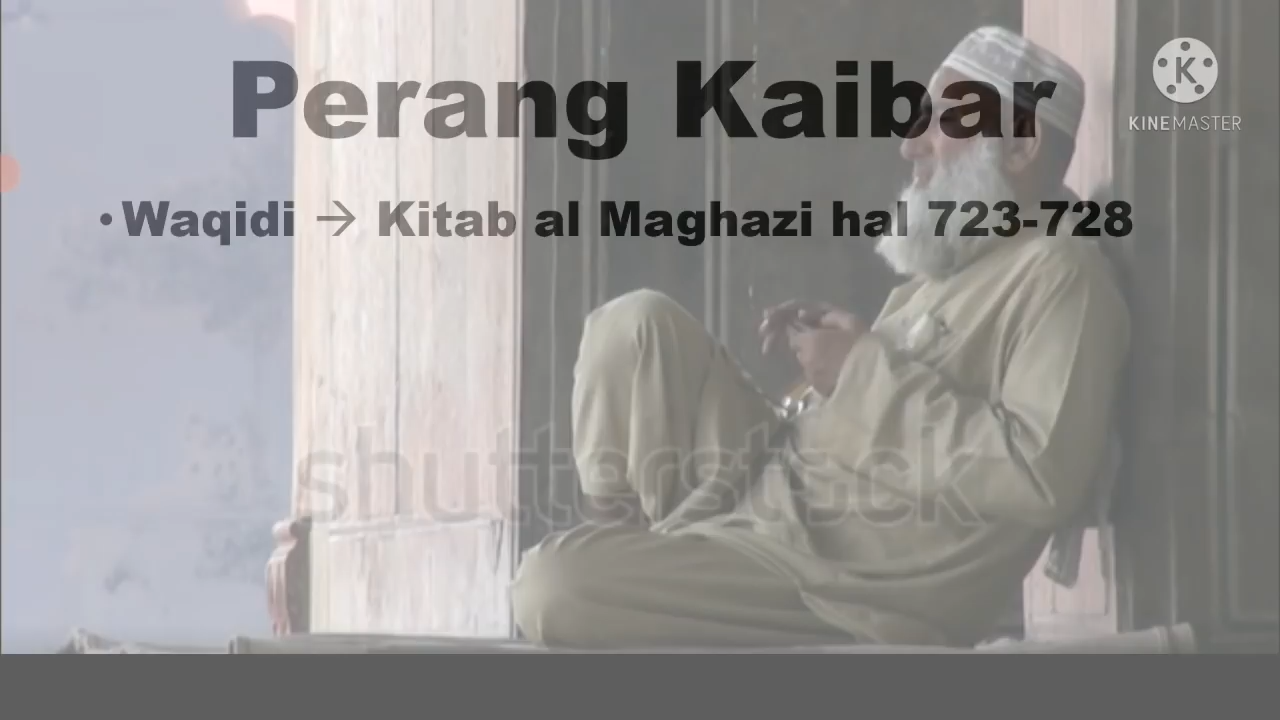 Perang Kaibar
• Waqidi → Kitab al Maghazi hal 723-728
K
KINEMASTER
shutterstock